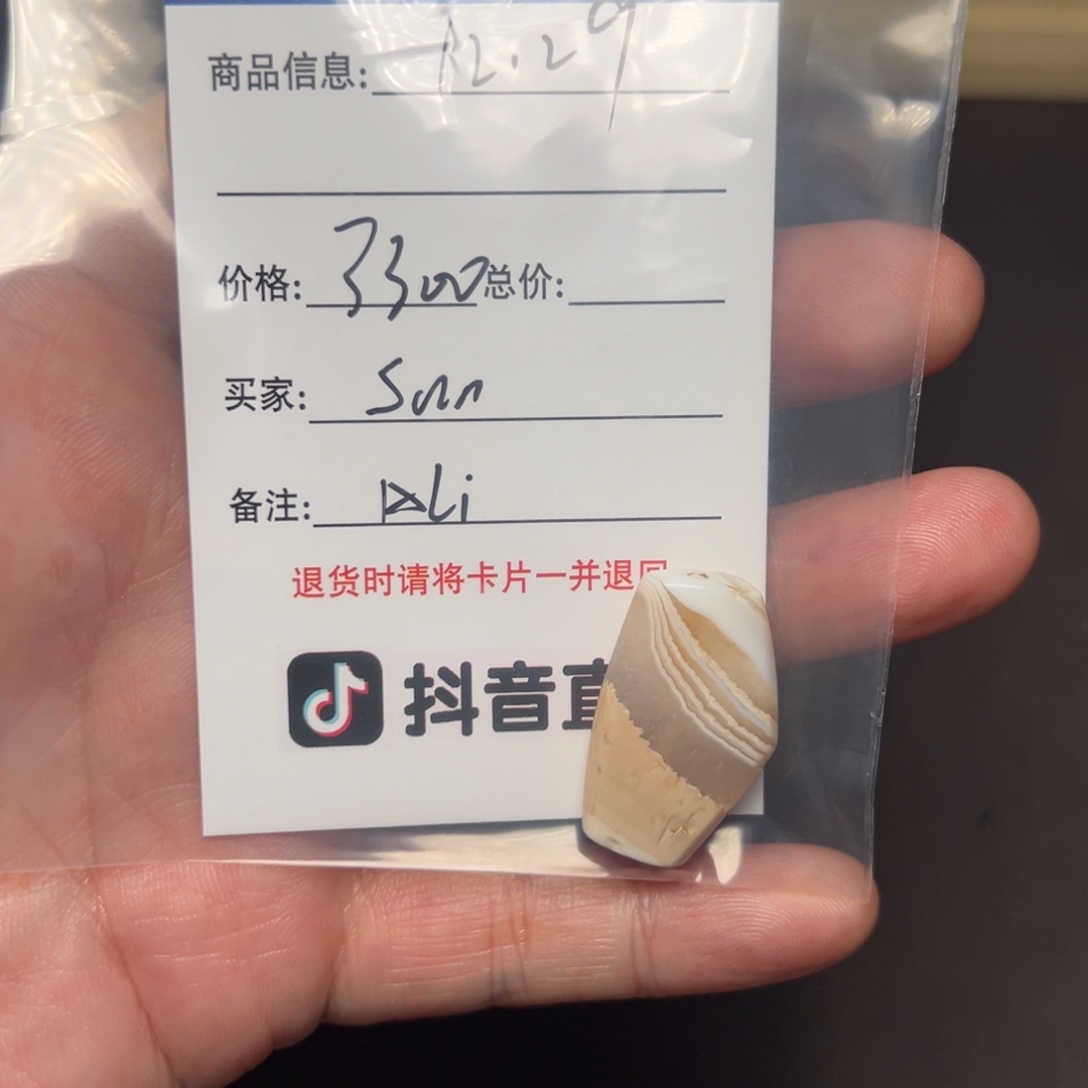 商品信息: 12.29
价格: 3300 总价:
买家: Sun
备注:
退货时请将卡片一并退回
抖音直